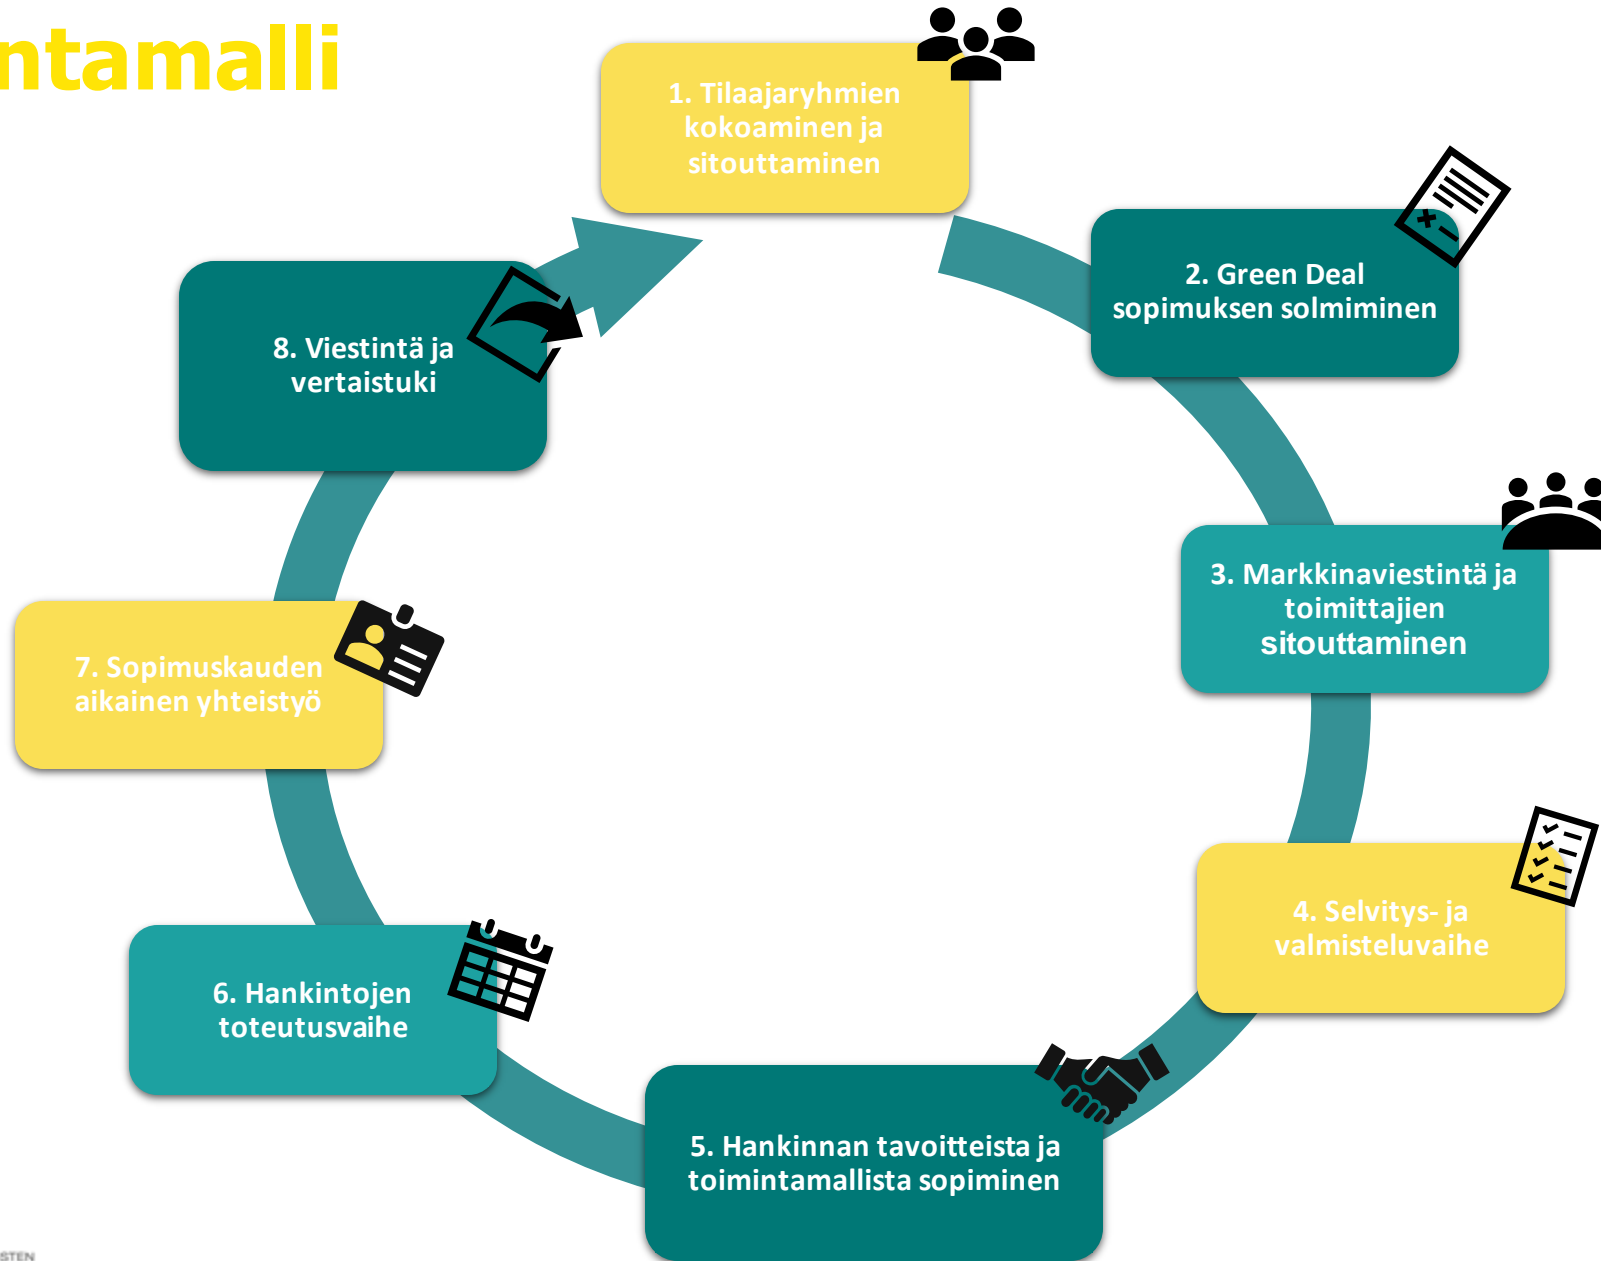 ntamalli
1. Tilaajaryhmien
kokoaminen ja
sitouttaminen
2. Green Deal
sopimuksen solmiminen
3. Markkinaviestintä ja
toimittajien
sitouttaminen
4. Selvitys- ja
valmisteluvaihe
5. Hankinnan tavoitteista ja
toimintamallista sopiminen
6. Hankintojen
toteutusvaihe
7. Sopimuskauden
aikainen yhteistyö
8. Viestintä ja
vertaistuki
STEN